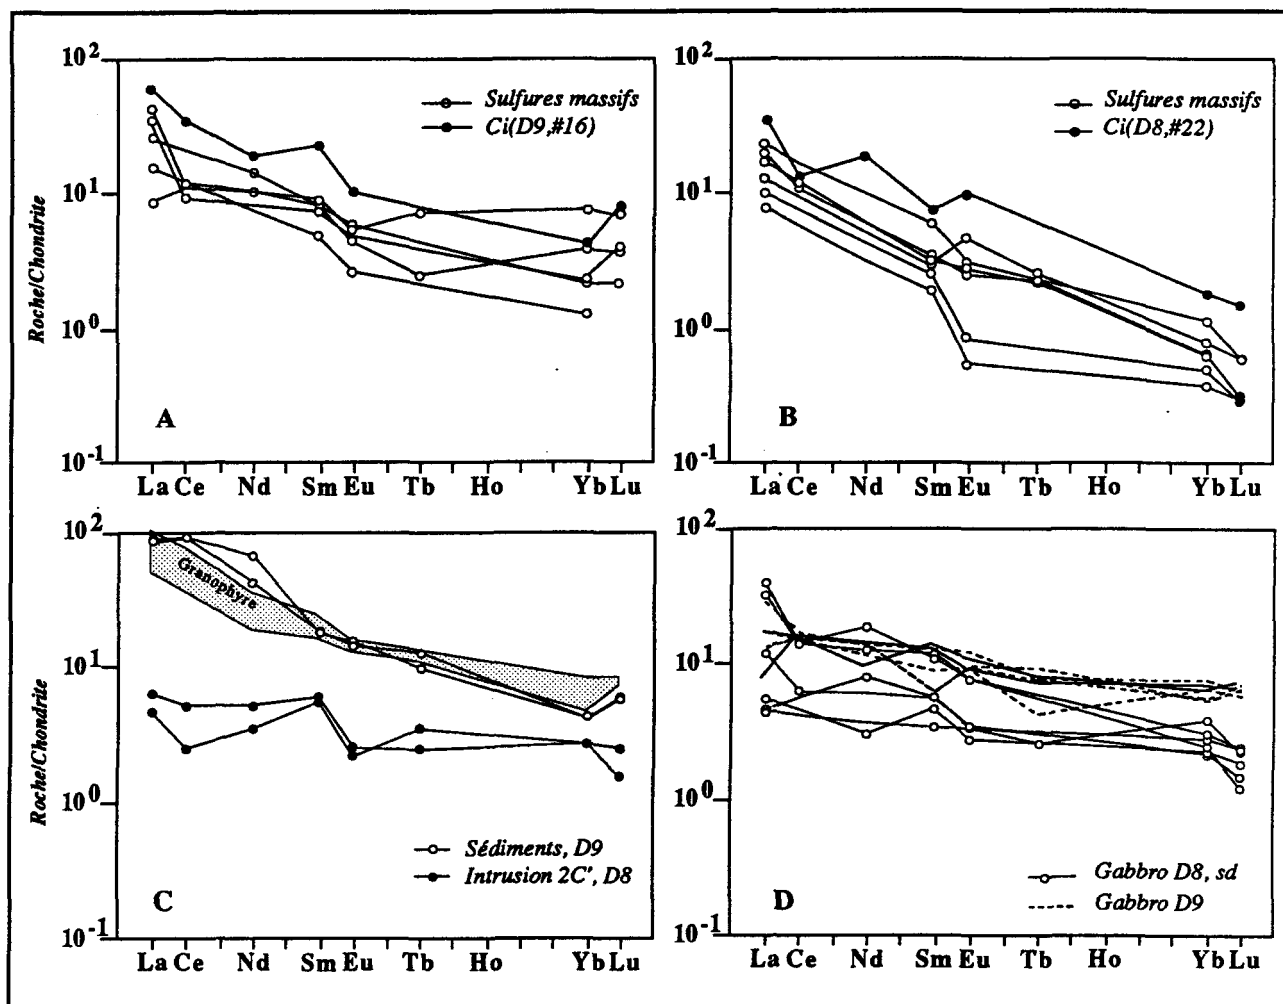 Roche/Chondrite
10²
10¹
10⁰
10⁻¹
Sulfures massifs
Ci(D9,#16)
A
La Ce Nd Sm Eu Tb Ho Yb Lu
10²
10¹
10⁰
10⁻¹
Sulfures massifs
Ci(D8,#22)
B
La Ce Nd Sm Eu Tb Ho Yb Lu
Roche/Chondrite
10²
10¹
10⁰
10⁻¹
Granophyre
Sédiments, D9
Intrusion 2C', D8
C
La Ce Nd Sm Eu Tb Ho Yb Lu
10²
10¹
10⁰
10⁻¹
Gabbro D8, sd
Gabbro D9
D
La Ce Nd Sm Eu Tb Ho Yb Lu